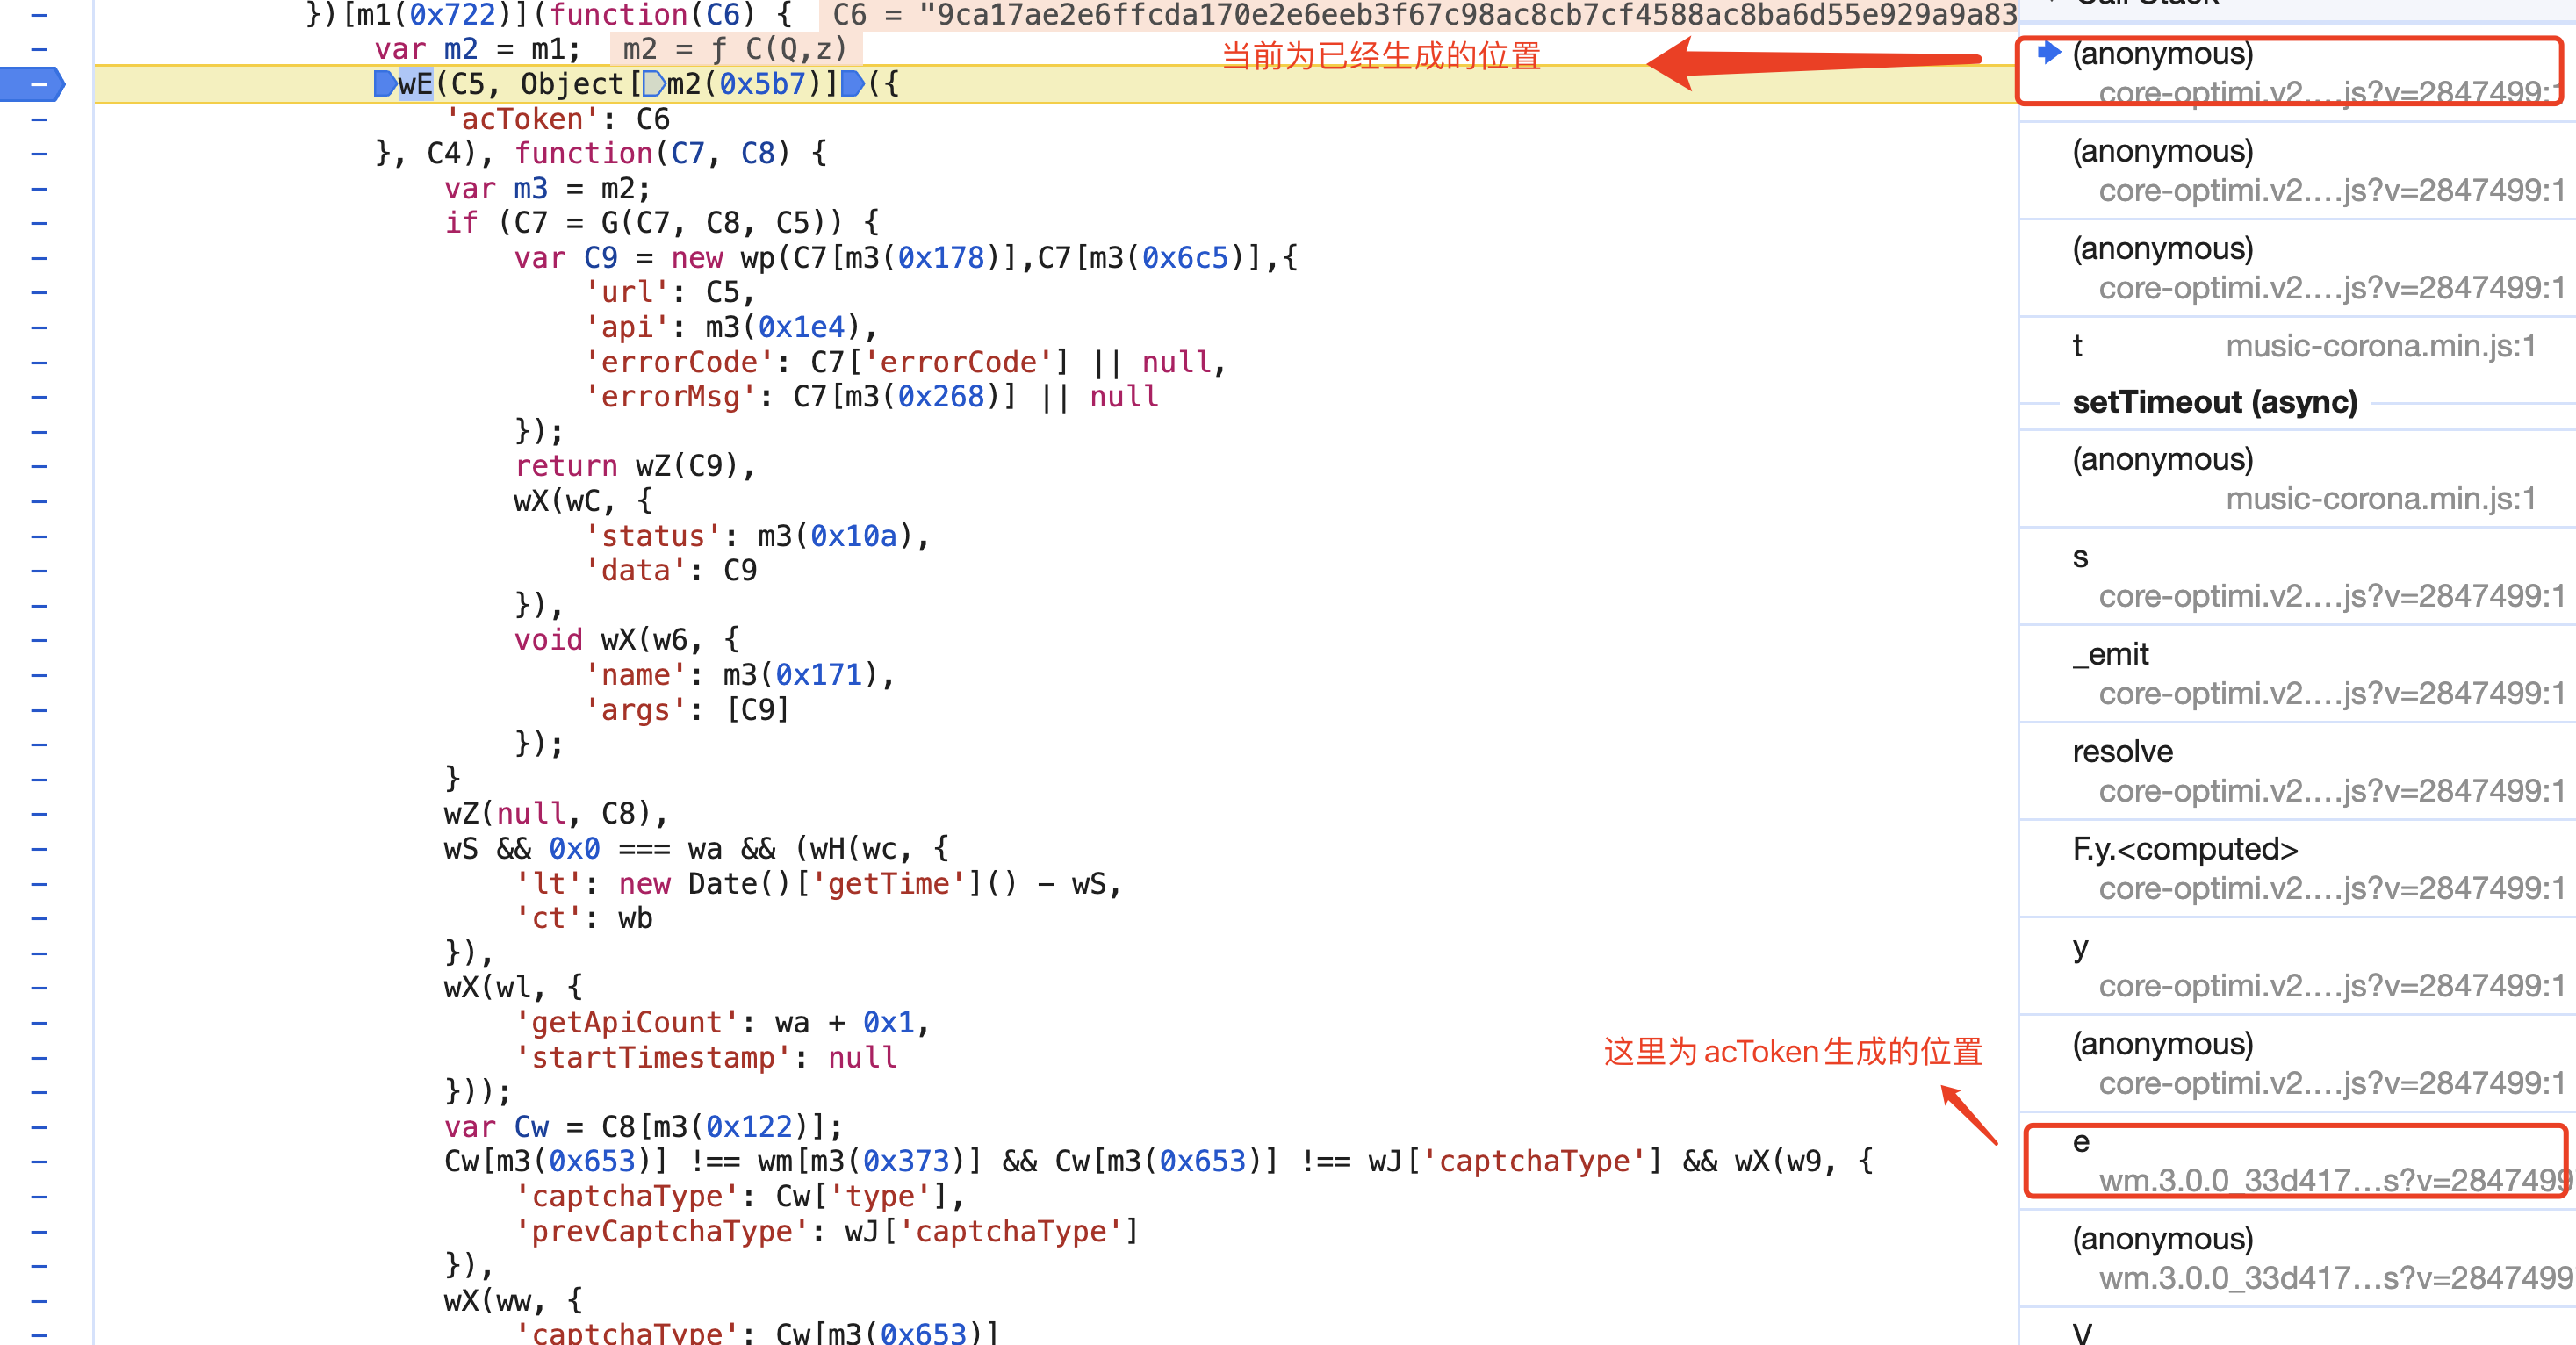 })[m1(0x722)](function(C6) {  C6 = "9ca17ae2e6ffcda170e2e6eeb3f67c98ac8cb7cf4588ac8ba6d55e929a9a83
var m2 = m1;  m2 = ƒ C(Q,z)
当前为已经生成的位置
wE(C5, Object[m2(0x5b7)]({
'acToken': C6
}, C4), function(C7, C8) {
var m3 = m2;
if (C7 = G(C7, C8, C5)) {
var C9 = new wp(C7[m3(0x178)],C7[m3(0x6c5)],{
'url': C5,
'api': m3(0x1e4),
'errorCode': C7['errorCode'] || null,
'errorMsg': C7[m3(0x268)] || null
});
return wZ(C9),
wX(wC, {
'status': m3(0x10a),
'data': C9
}),
void wX(w6, {
'name': m3(0x171),
'args': [C9]
});
}
wZ(null, C8),
wS && 0x0 === wa && (wH(wc, {
'lt': new Date()['getTime']() - wS,
'ct': wb
}),
wX(wl, {
'getApiCount': wa + 0x1,
'startTimestamp': null
}));
这里为acToken生成的位置
var Cw = C8[m3(0x122)];
Cw[m3(0x653)] !== wm[m3(0x373)] && Cw[m3(0x653)] !== wJ['captchaType'] && wX(w9, {
'captchaType': Cw['type'],
'prevCaptchaType': wJ['captchaType']
}),
wX(ww, {
'captchaType': Cw[m3(0x653)]
Call Stack
(anonymous)
core-optimi.v2....js?v=2847499:1
(anonymous)
core-optimi.v2....js?v=2847499:1
(anonymous)
core-optimi.v2....js?v=2847499:1
t music-corona.min.js:1
setTimeout (async)
(anonymous)
music-corona.min.js:1
s
core-optimi.v2....js?v=2847499:1
_emit
core-optimi.v2....js?v=2847499:1
resolve
core-optimi.v2....js?v=2847499:1
F.y.<computed>
core-optimi.v2....js?v=2847499:1
y
core-optimi.v2....js?v=2847499:1
(anonymous)
core-optimi.v2....js?v=2847499:1
e
wm.3.0.0_33d417...s?v=2847499
(anonymous)
wm.3.0.0_33d417...s?v=2847499